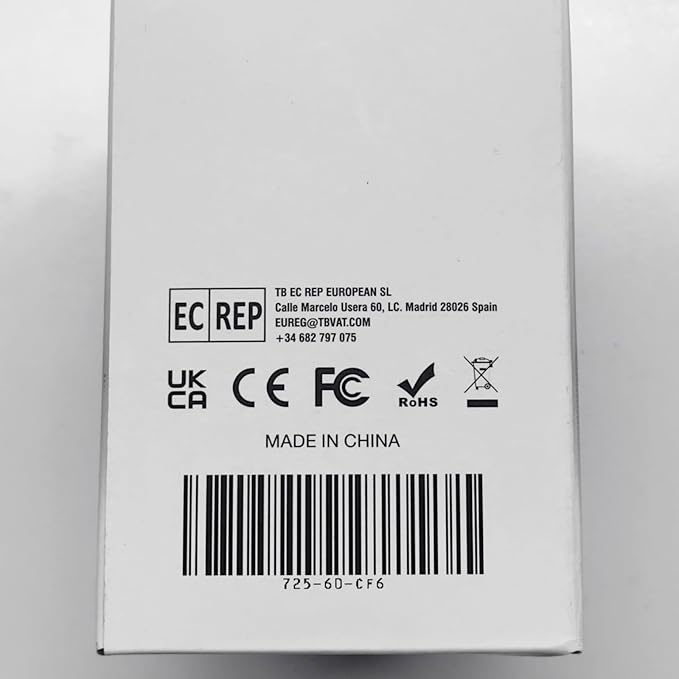 EC REP
TB EC REP EUROPEAN SL
Calle Marcelo Usera 60, LC. Madrid 28026 Spain
EUREG@TBVAT.COM
+34 682 797 075
UK
CA CE FC RoHS
MADE IN CHINA
725-6D-CF6